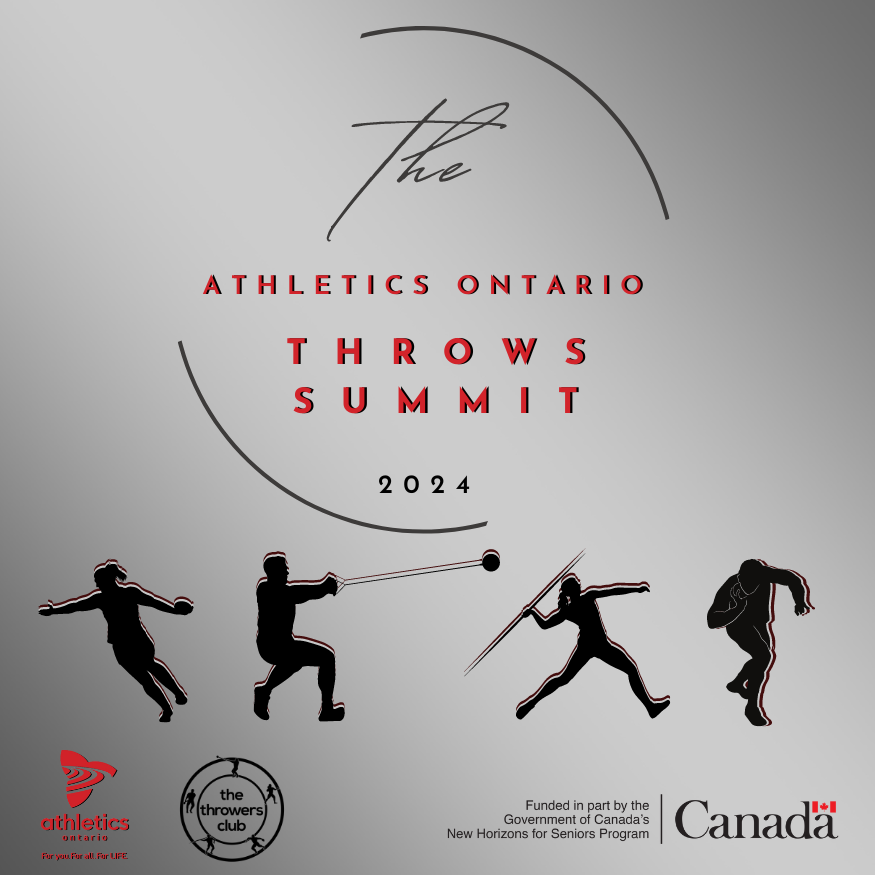 the
ATHLETICS ONTARIO
THROWS
SUMMIT
2024
athletics
ontario
For you. For all. For LIFE.
the
throwers
club
Funded in part by the
Government of Canada's
New Horizons for Seniors Program
Canada